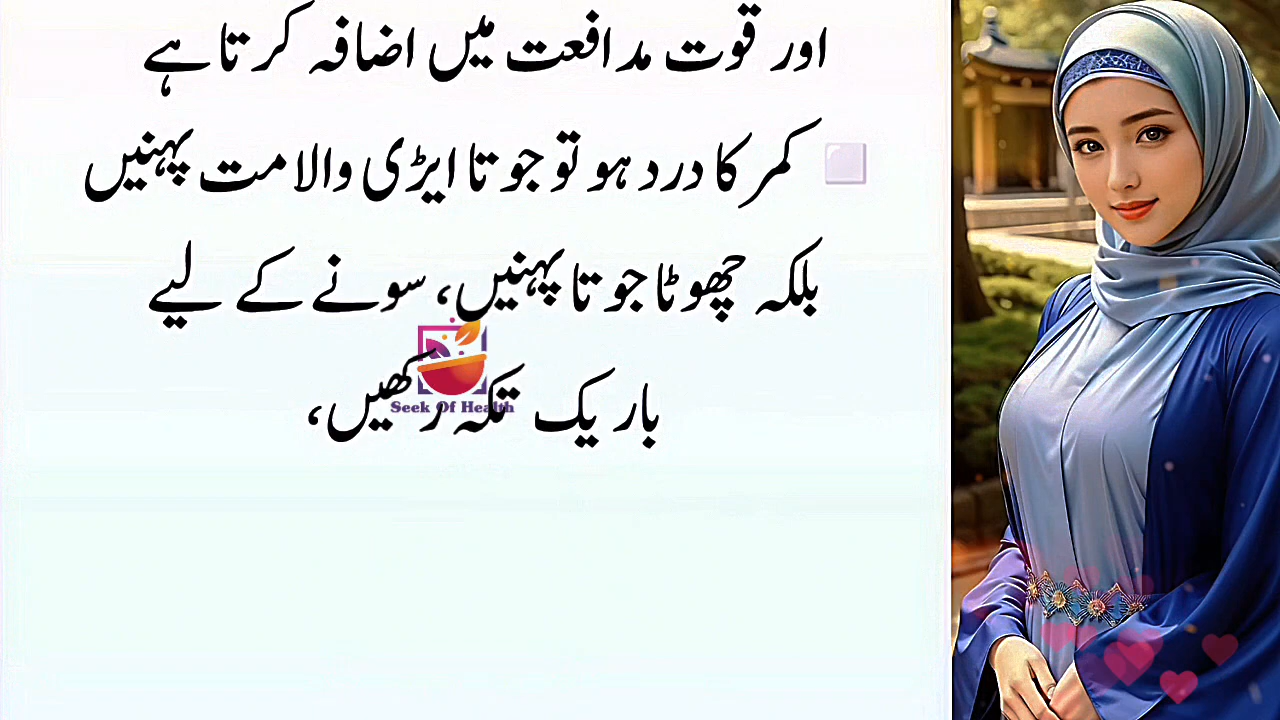 اور قوت مدافعت میں اضافہ کرتا ہے
کمر کا درد ہو تو جوتا ایڑی والا مت پہنیں
بلکہ چھوٹا جوتا پہنیں، سونے کے لیے
باریک تکہ رکھیں،
Seek Of Health